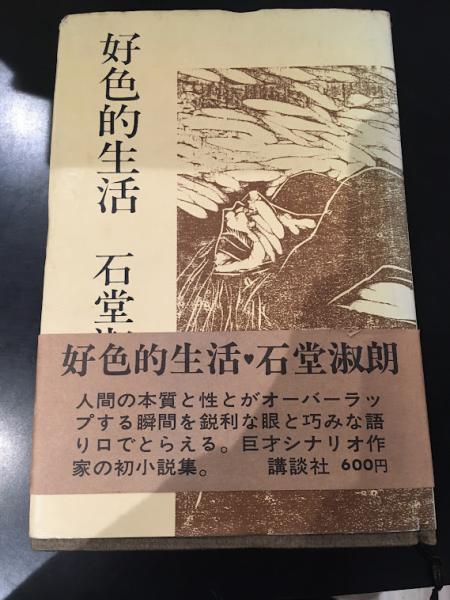 好色的生活
石堂
好色的生活♥石堂淑朗
人間の本質と性とがオーバーラッ
プする瞬間を鋭利な眼と巧みな語
り口でとらえる。巨才シナリオ作
家の初小説集。 講談社 600円